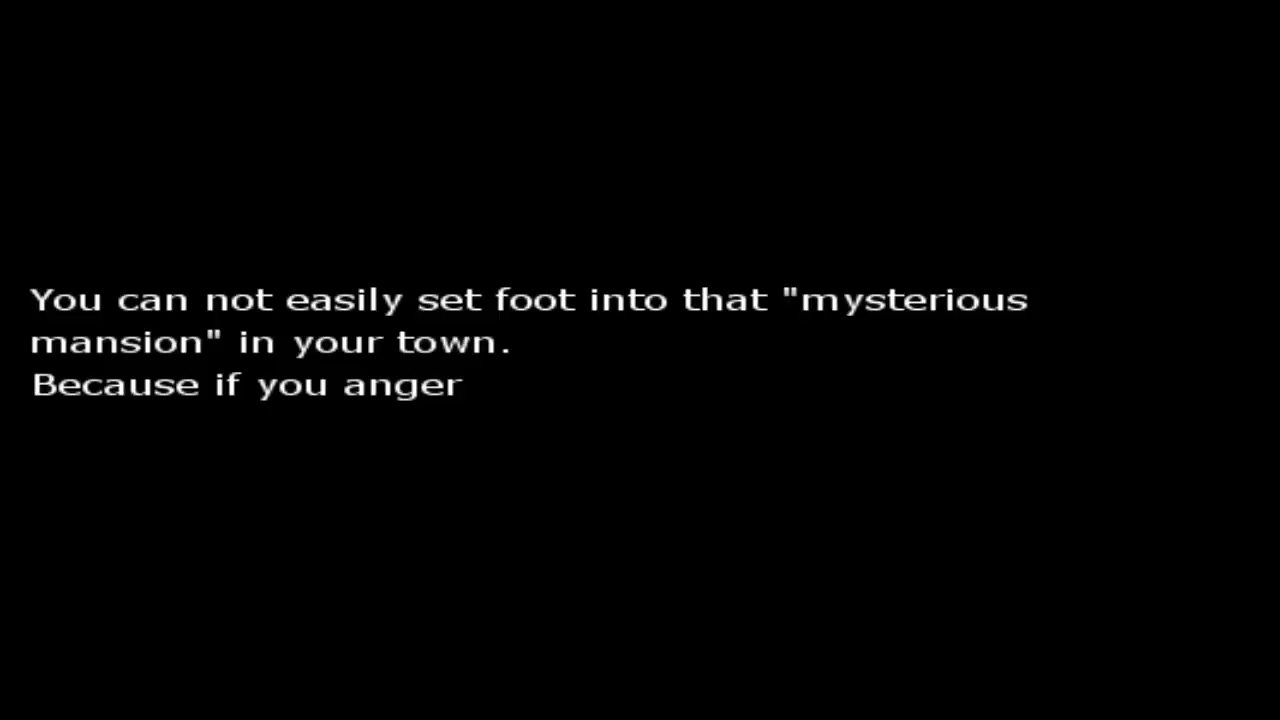 You can not easily set foot into that "mysterious
mansion" in your town.
Because if you anger